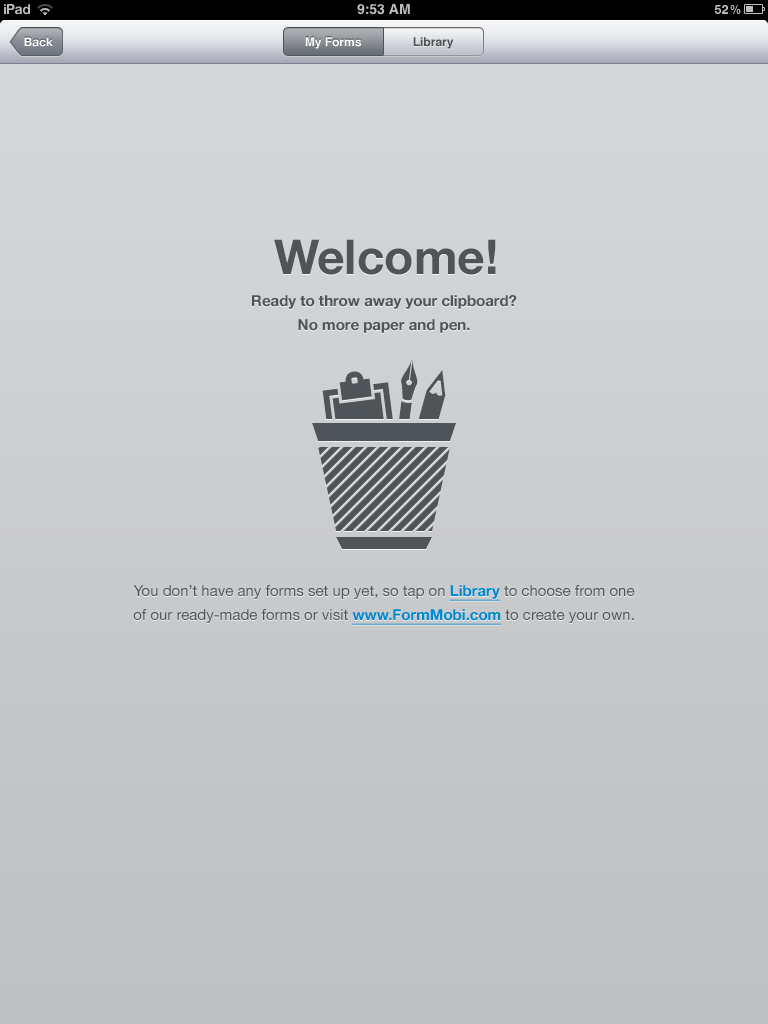 iPad 9:53 AM 52%
Back My Forms Library
Welcome!
Ready to throw away your clipboard?
No more paper and pen.
You don’t have any forms set up yet, so tap on Library to choose from one
of our ready-made forms or visit www.FormMobi.com to create your own.